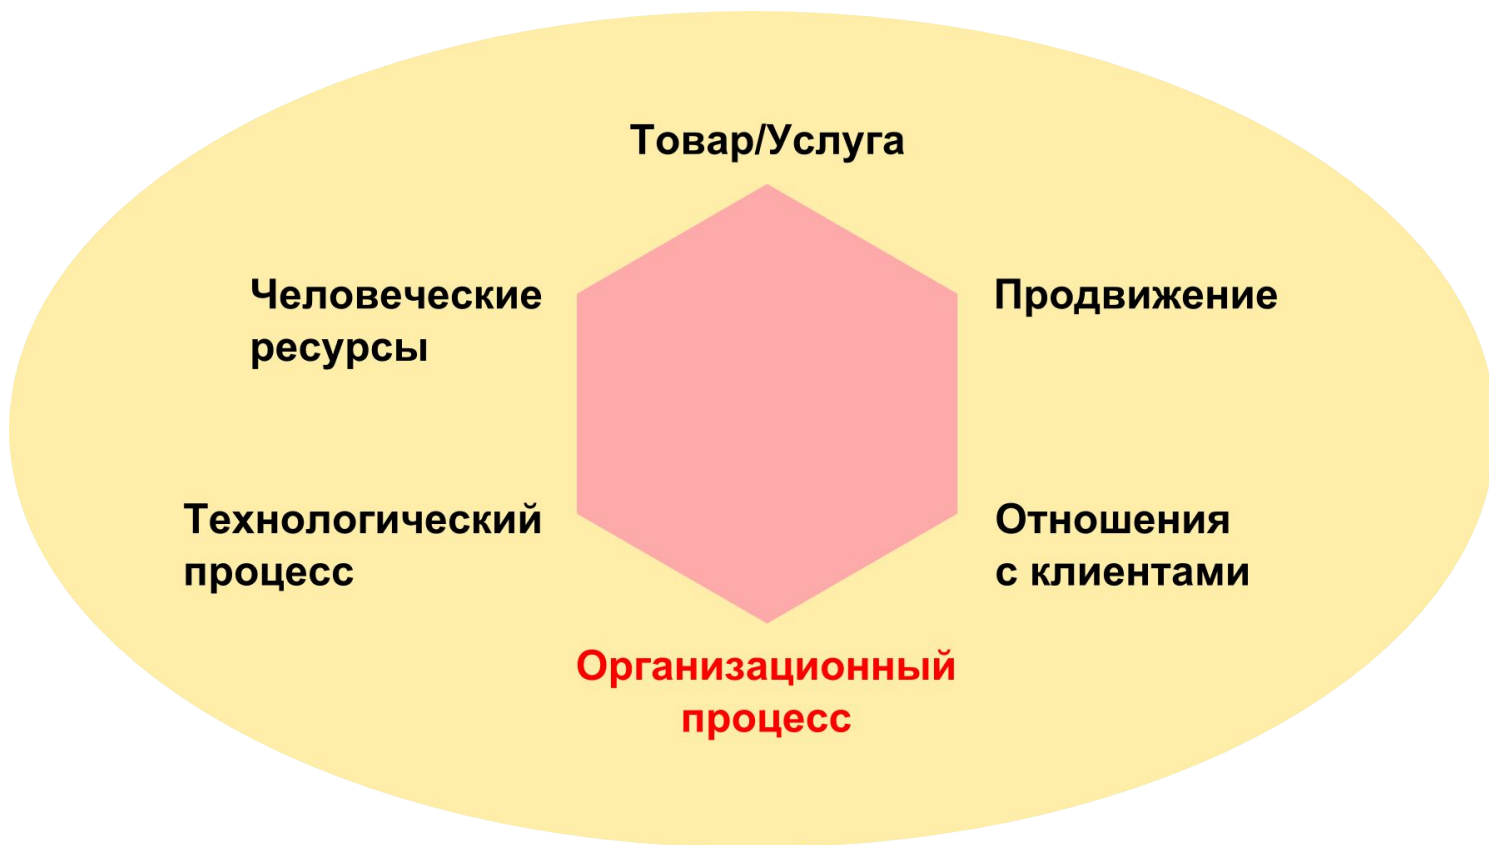 Товар/Услуга
Человеческие
ресурсы
Продвижение
Технологический
процесс
Отношения
с клиентами
Организационный
процесс